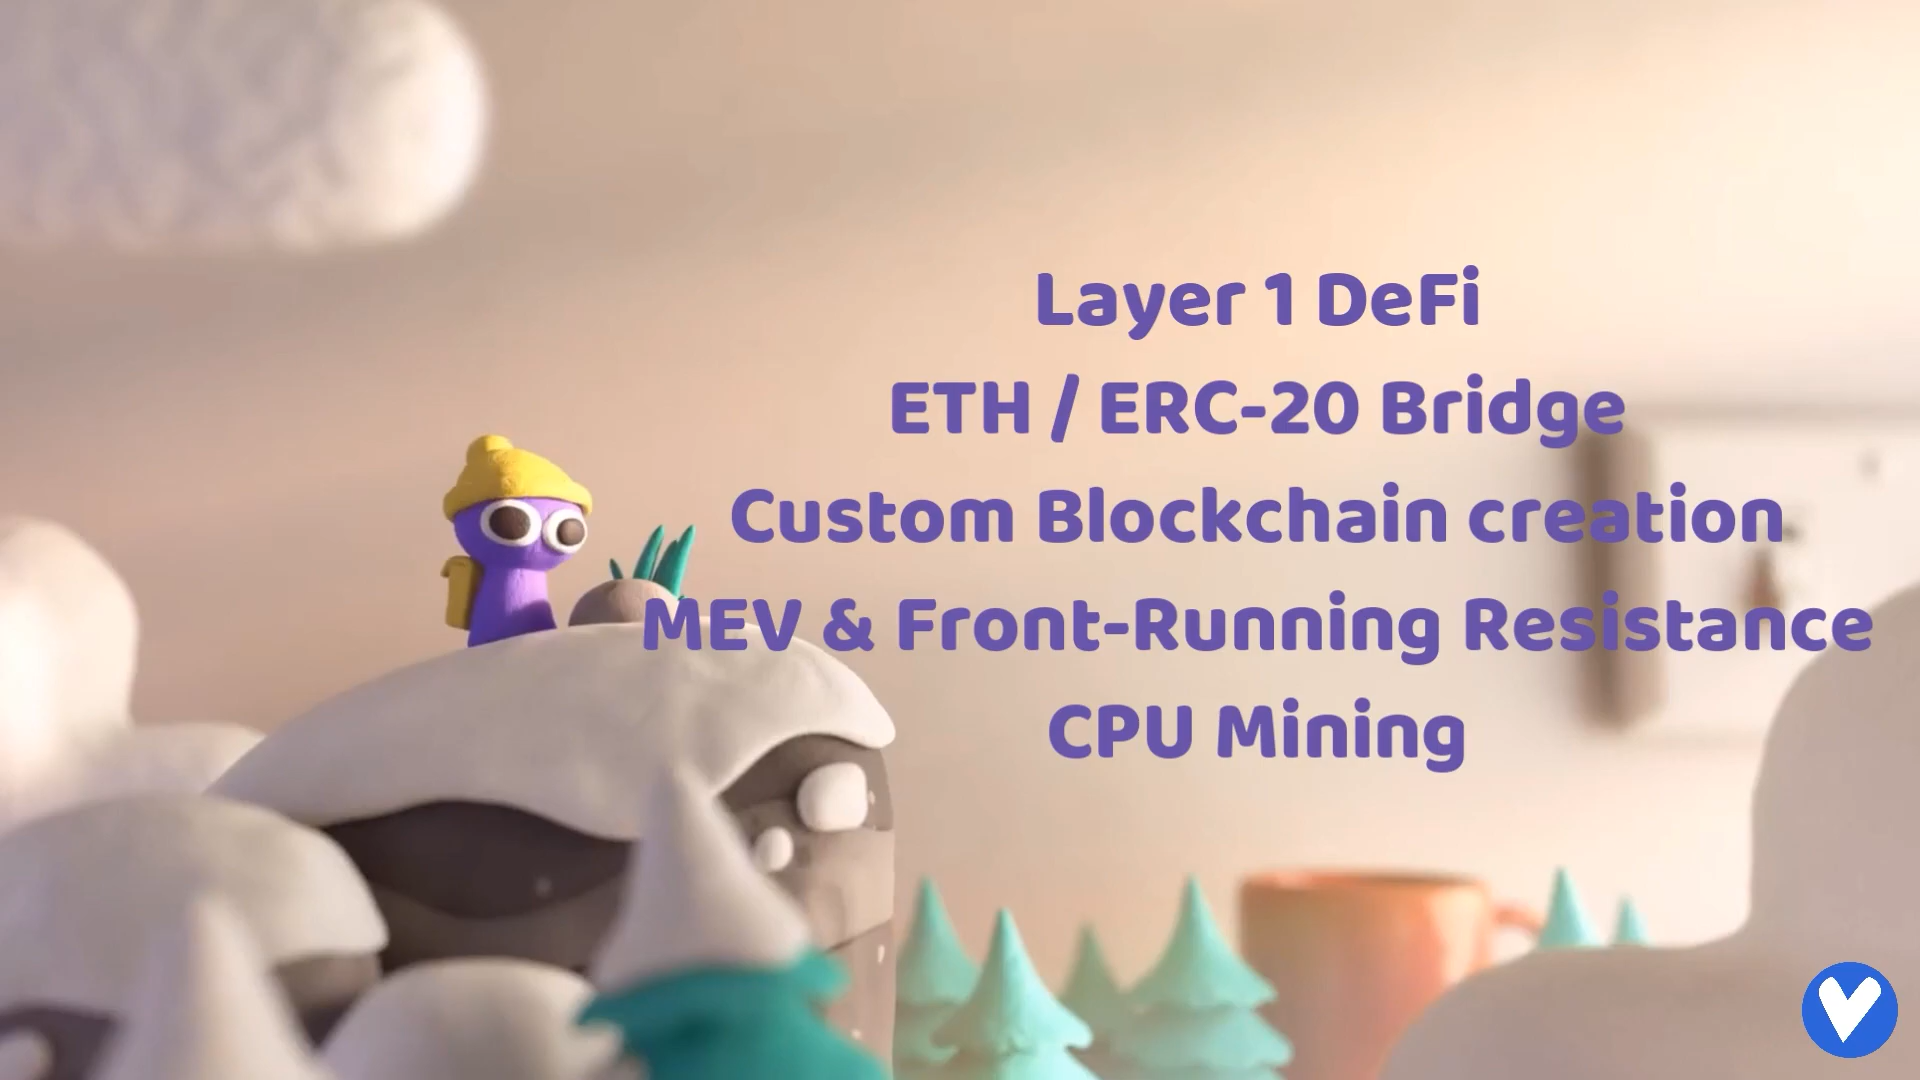 Layer 1 DeFi
ETH / ERC-20 Bridge
Custom Blockchain creation
MEV & Front-Running Resistance
CPU Mining